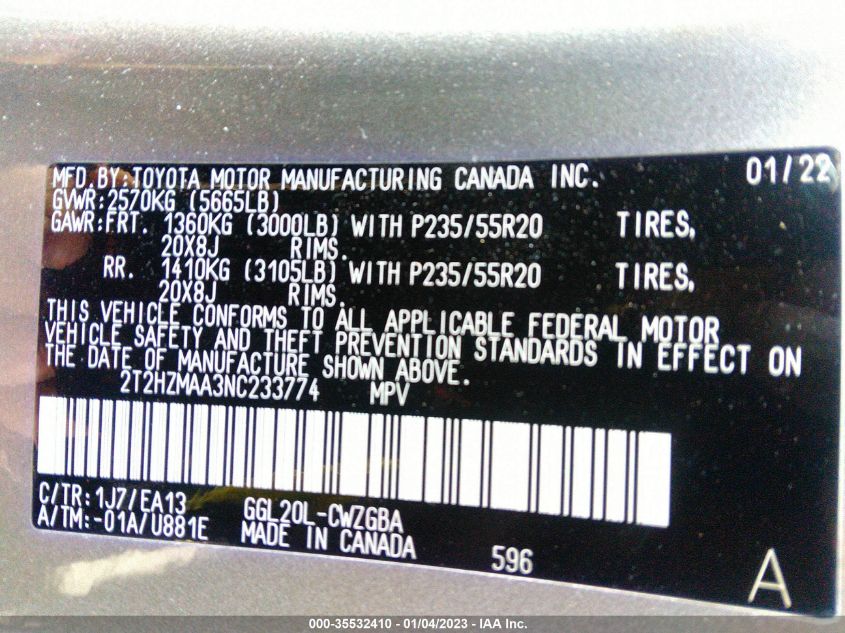 MFD.BY:TOYOTA MOTOR MANUFACTURING CANADA INC. 01/22
GVWR:2570KG (5665LB)
GAWR:FRT. 1360KG (3000LB) WITH P235/55R20 TIRES,
20X8J RIMS.
RR. 1410KG (3105LB) WITH P235/55R20 TIRES,
20X8J RIMS.
THIS VEHICLE CONFORMS TO ALL APPLICABLE FEDERAL MOTOR
VEHICLE SAFETY AND THEFT PREVENTION STANDARDS IN EFFECT ON
THE DATE OF MANUFACTURE SHOWN ABOVE.
2T2HZMAA3NC233774 MPV
C/TR:1J7/EA13 GGL20L-CWZGBA
A/TM:-01A/U881E MADE IN CANADA 596
A
000-35532410 - 01/04/2023 - IAA Inc.